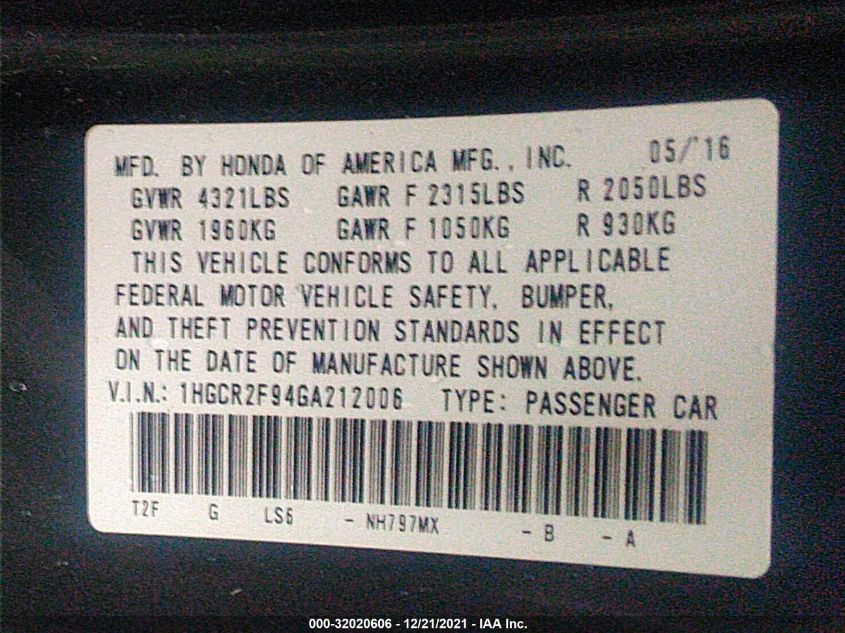 MFD. BY HONDA OF AMERICA MFG., INC. 05/16
GVWR 4321LBS GAWR F 2315LBS R 2050LBS
GVWR 1960KG GAWR F 1050KG R 930KG
THIS VEHICLE CONFORMS TO ALL APPLICABLE
FEDERAL MOTOR VEHICLE SAFETY, BUMPER,
AND THEFT PREVENTION STANDARDS IN EFFECT
ON THE DATE OF MANUFACTURE SHOWN ABOVE.
V.I.N.: 1HGCR2F94GA212006 TYPE: PASSENGER CAR
T2F G LS6 - NH797MX - B - A
000-32020606 - 12/21/2021 - IAA Inc.